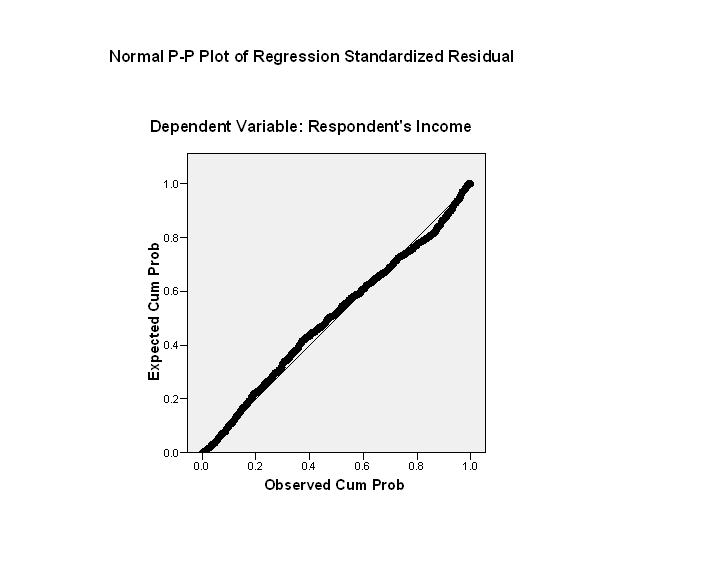 Normal P-P Plot of Regression Standardized Residual
Dependent Variable: Respondent's Income
Expected Cum Prob
1.0
0.8
0.6
0.4
0.2
0.0
0.0 0.2 0.4 0.6 0.8 1.0
Observed Cum Prob